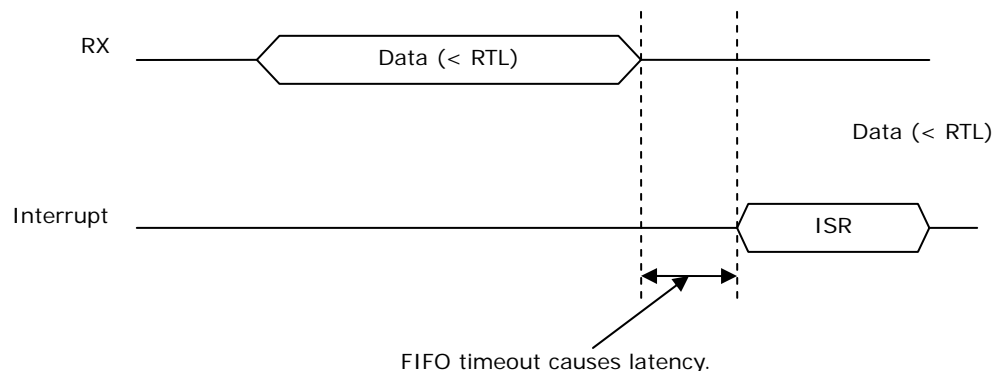 RX
Data (< RTL)
Data (< RTL)
Interrupt
ISR
FIFO timeout causes latency.